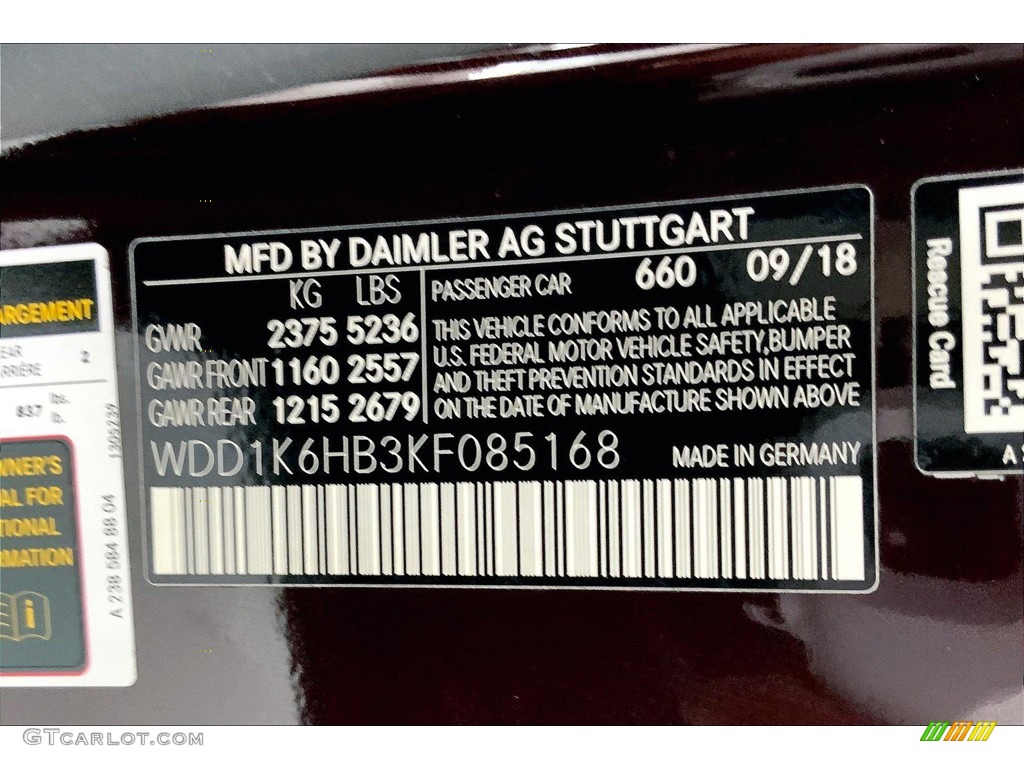 MFD BY DAIMLER AG STUTTGART
KG LBS
GVWR 2375 5236
GAWR FRONT 1160 2557
GAWR REAR 1215 2679
PASSENGER CAR 660 09/18
THIS VEHICLE CONFORMS TO ALL APPLICABLE
U.S. FEDERAL MOTOR VEHICLE SAFETY, BUMPER
AND THEFT PREVENTION STANDARDS IN EFFECT
ON THE DATE OF MANUFACTURE SHOWN ABOVE
WDD1K6HB3KF085168 MADE IN GERMANY
ARGEMENT
EAR
RRIÈRE 2
837 lbs.
lb.
WNER'S
AL FOR
TIONAL
RMATION
A 238 584 88 04
Rescue Card
A
GTcarlot.com